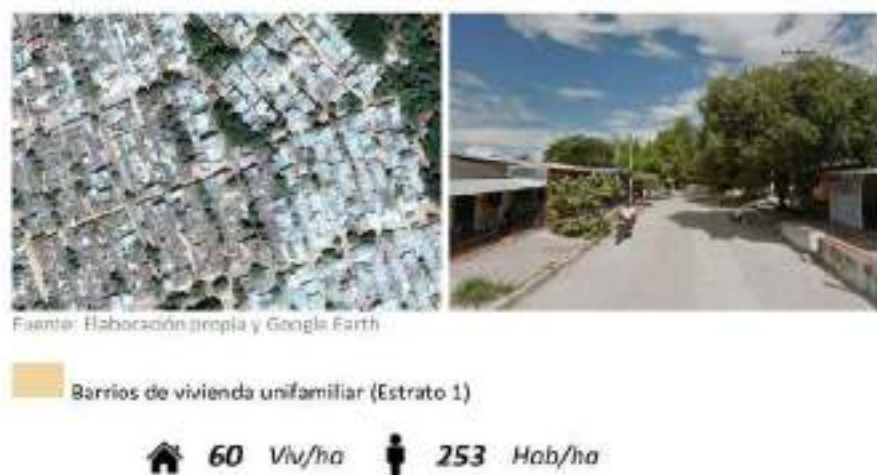 Fuente: Elaboración propia y Google Earth
Barrios de vivienda unifamiliar (Estrato 1)
60 Viv/ha 253 Hab/ha